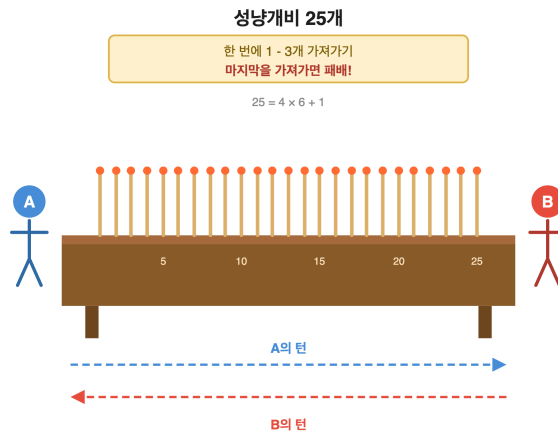 성냥개비 25개
한 번에 1 - 3개 가져가기
마지막을 가져가면 패배!
25 = 4 × 6 + 1
A
B
5 10 15 20 25
A의 턴
B의 턴